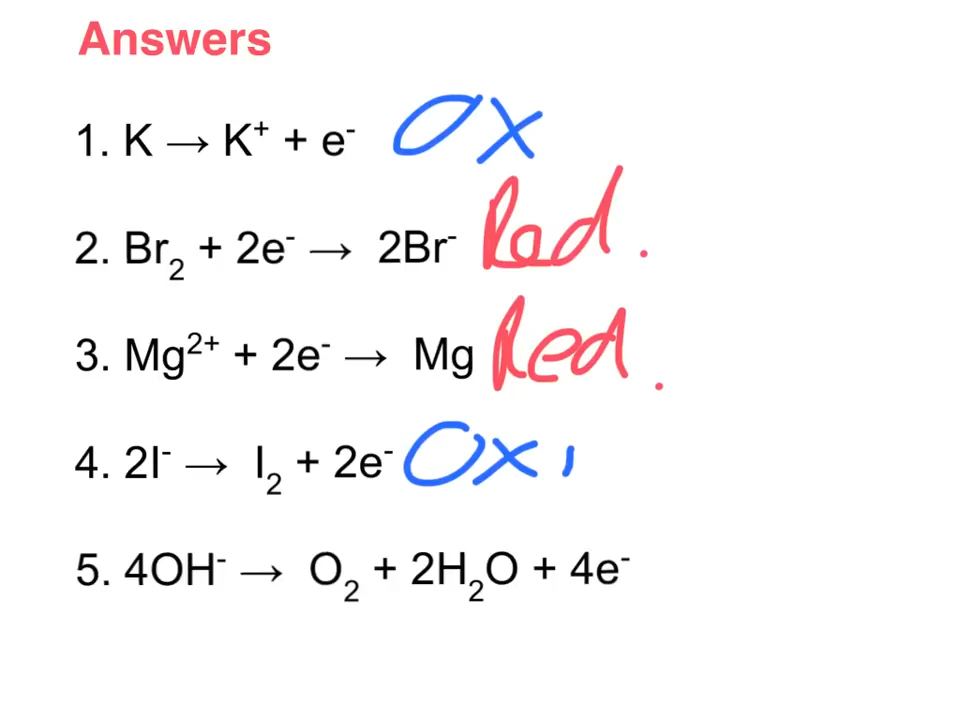 Answers
1. K → K⁺ + e⁻ Ox
2. Br₂ + 2e⁻ → 2Br⁻ Red.
3. Mg²⁺ + 2e⁻ → Mg Red.
4. 2I⁻ → I₂ + 2e⁻ Ox,
5. 4OH⁻ → O₂ + 2H₂O + 4e⁻